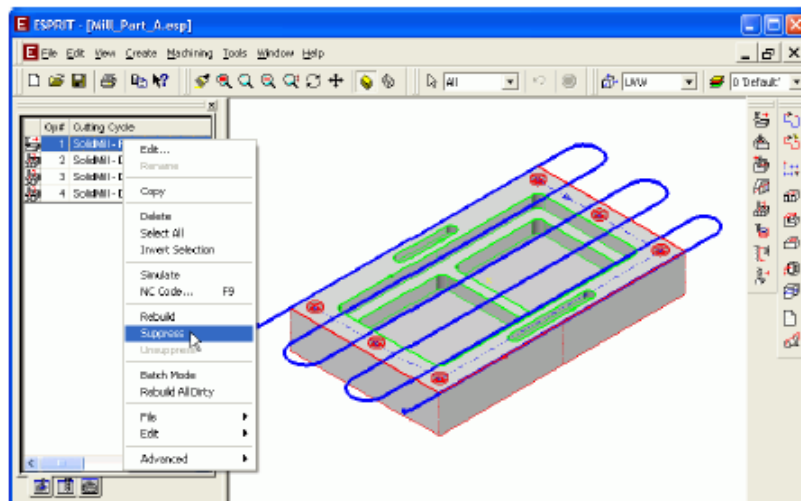 ESPRIT - [Mill_Part_A.esp]
File Edit View Create Machining Tools Window Help
All
UVW
0 'Default'
Op# Cutting Cycle
1 SolidMill - F
2 SolidMill - D
3 SolidMill - D
4 SolidMill - D
Edit...
Rename
Copy
Delete
Select All
Invert Selection
Simulate
NC Code... F9
Rebuild
Suppress
Unsuppress
Batch Mode
Rebuild All Dirty
File
Edit
Advanced